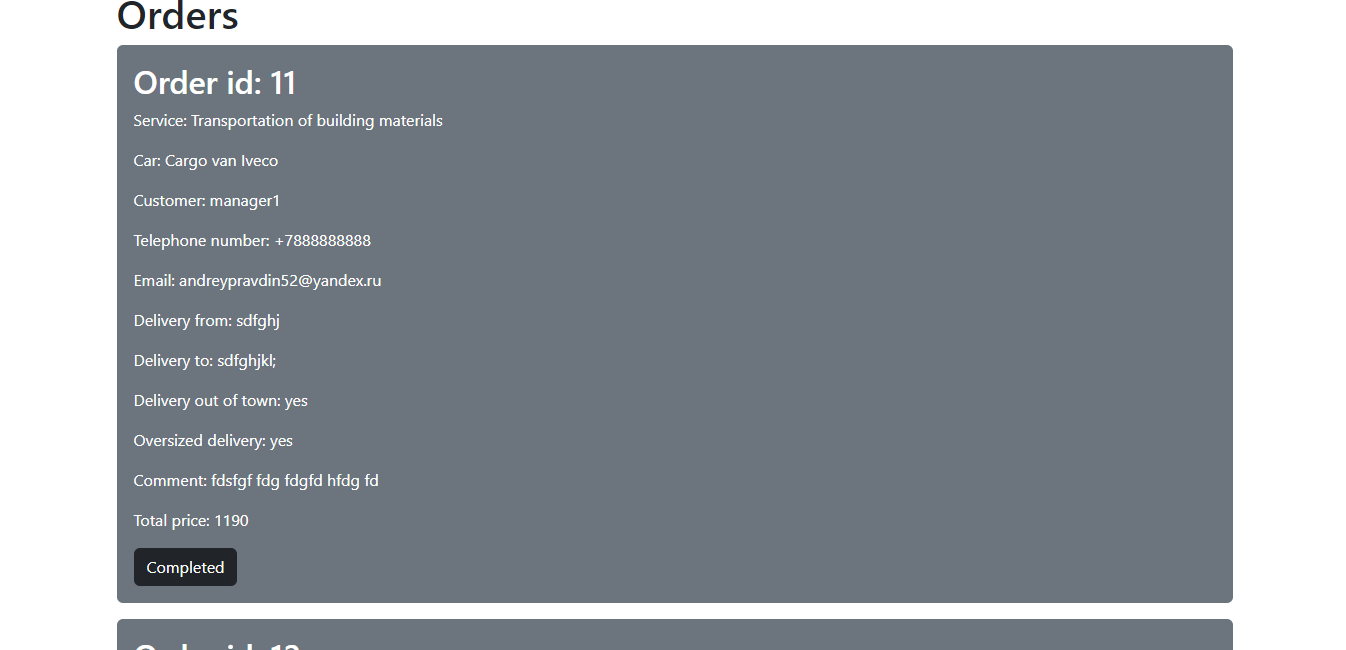 Orders
Order id: 11
Service: Transportation of building materials
Car: Cargo van Iveco
Customer: manager1
Telephone number: +7888888888
Email: andreypravdin52@yandex.ru
Delivery from: sdfghj
Delivery to: sdfghjkl;
Delivery out of town: yes
Oversized delivery: yes
Comment: fdsfgf fdg fdgfd hfdg fd
Total price: 1190
Completed
Order id: